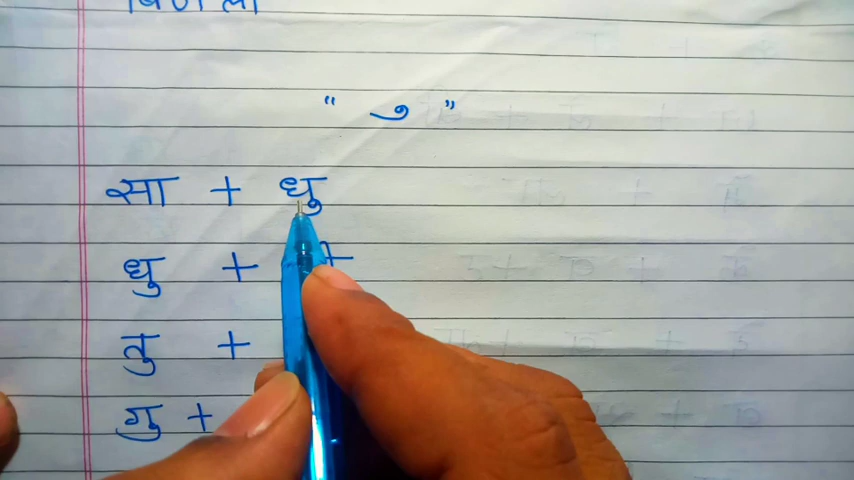 " ु "
सा + धु
धु +
तु +
गु +